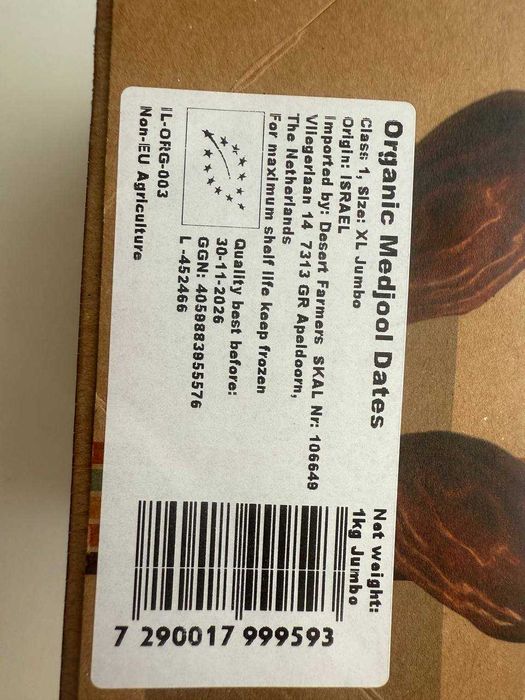 Organic Medjool Dates
Class: 1, Size: XL Jumbo
Origin: ISRAEL
Imported by: Desert Farmers SKAL Nr: 106649
Vliegerlaan 14 7313 GR Apeldoorn,
The Netherlands
For maximum shelf life keep frozen
Quality best before:
30-11-2026
GGN: 4059883955576
L-452466
IL-ORG-003
Non-EU Agriculture
Net weight:
1kg Jumbo
7 290017 999593